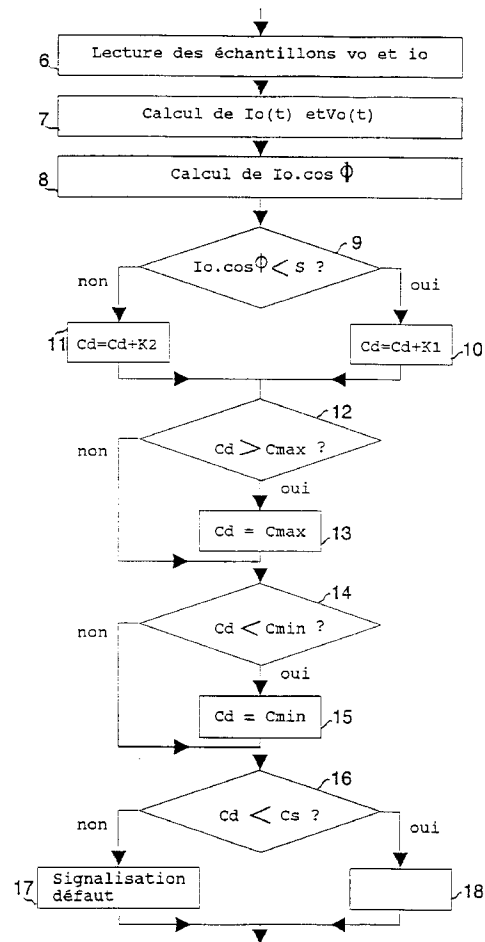 6
Lecture des échantillons vo et io
7
Calcul de Io(t) etVo(t)
8
Calcul de Io.cos Φ
9
Io.cosΦ < S ?
non
oui
11
Cd=Cd+K2
Cd=Cd+K1
10
12
Cd > Cmax ?
non
oui
Cd = Cmax
13
14
Cd < Cmin ?
non
oui
Cd = Cmin
15
16
Cd < Cs ?
non
oui
17
Signalisation
défaut
18